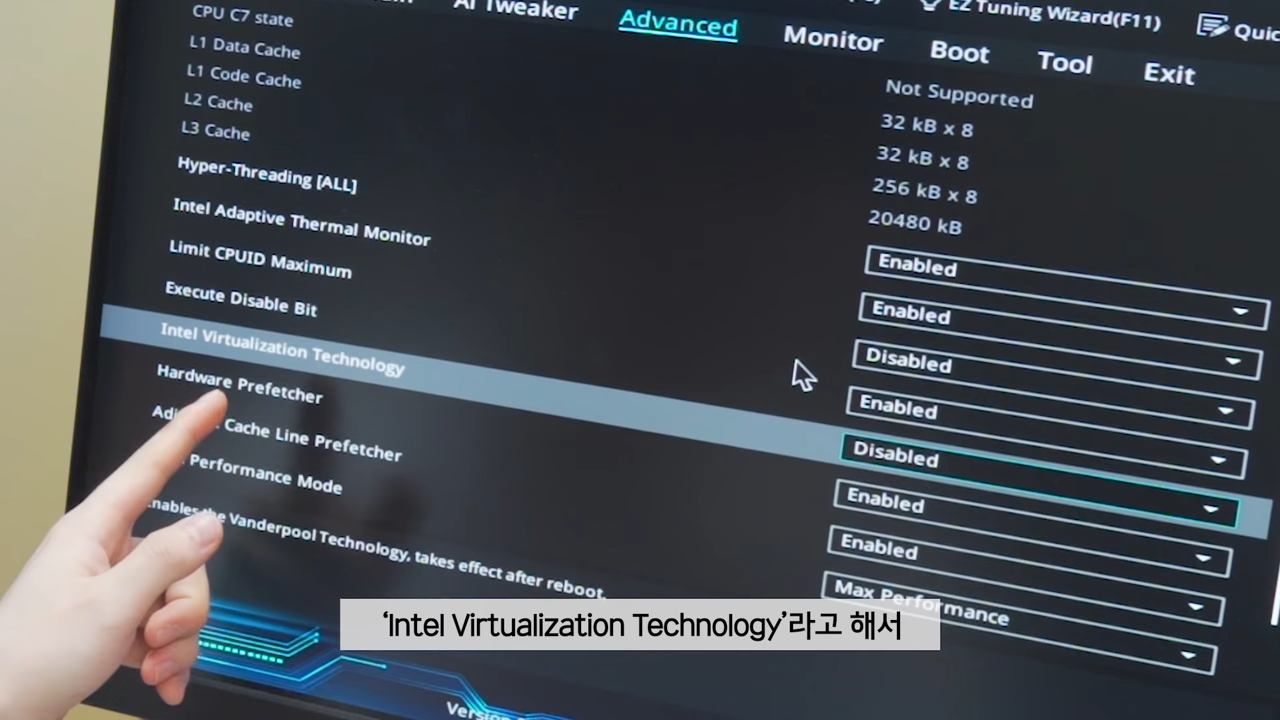 AI Tweaker
Advanced
Monitor
Boot
Tool
Exit
EZ Tuning Wizard(F11)
CPU C7 state
Not Supported
L1 Data Cache
32 kB x 8
L1 Code Cache
32 kB x 8
L2 Cache
256 kB x 8
L3 Cache
20480 kB
Hyper-Threading [ALL]
Enabled
Intel Adaptive Thermal Monitor
Enabled
Limit CPUID Maximum
Disabled
Execute Disable Bit
Enabled
Intel Virtualization Technology
Disabled
Hardware Prefetcher
Enabled
Cache Line Prefetcher
Enabled
Performance Mode
Max Performance
the Vanderpool Technology, takes effect after reboot.
‘Intel Virtualization Technology’라고 해서